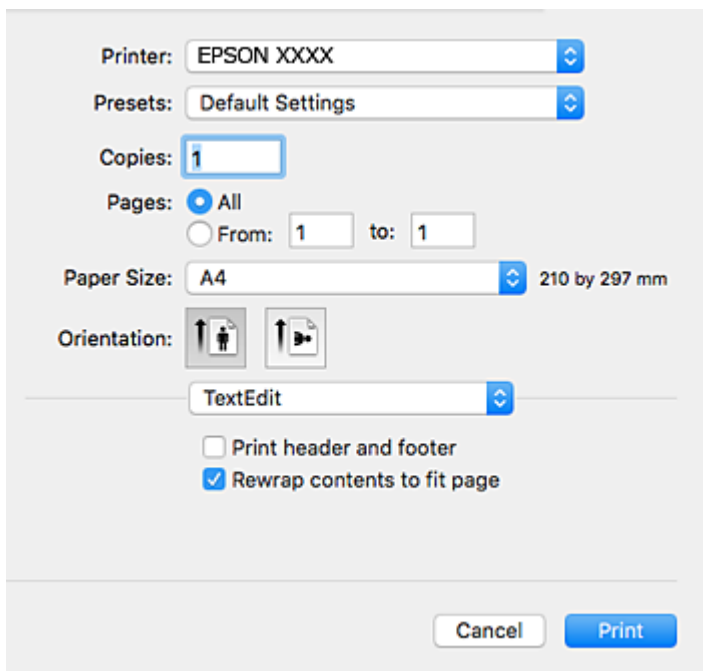 Printer: EPSON XXXX
Presets: Default Settings
Copies: 1
Pages: All
From: 1 to: 1
Paper Size: A4 210 by 297 mm
Orientation:
TextEdit
Print header and footer
Rewrap contents to fit page
Cancel Print